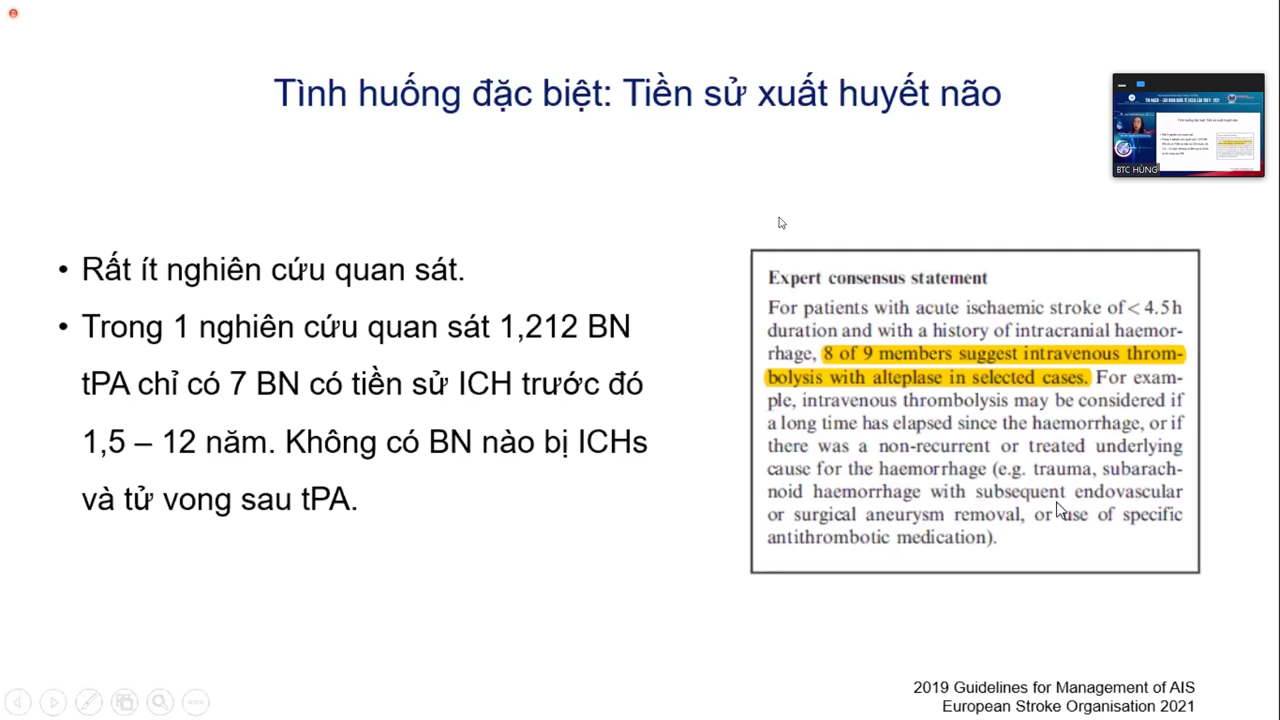 Tình huống đặc biệt: Tiền sử xuất huyết não
BTC HÙNG
• Rất ít nghiên cứu quan sát.
• Trong 1 nghiên cứu quan sát 1,212 BN
tPA chỉ có 7 BN có tiền sử ICH trước đó
1,5 – 12 năm. Không có BN nào bị ICHs
và tử vong sau tPA.
Expert consensus statement
For patients with acute ischaemic stroke of < 4.5 h
duration and with a history of intracranial haemor-
rhage, 8 of 9 members suggest intravenous throm-
bolysis with alteplase in selected cases. For exam-
ple, intravenous thrombolysis may be considered if
a long time has elapsed since the haemorrhage, or if
there was a non-recurrent or treated underlying
cause for the haemorrhage (e.g. trauma, subarach-
noid haemorrhage with subsequent endovascular
or surgical aneurysm removal, or use of specific
antithrombotic medication).
2019 Guidelines for Management of AIS
European Stroke Organisation 2021